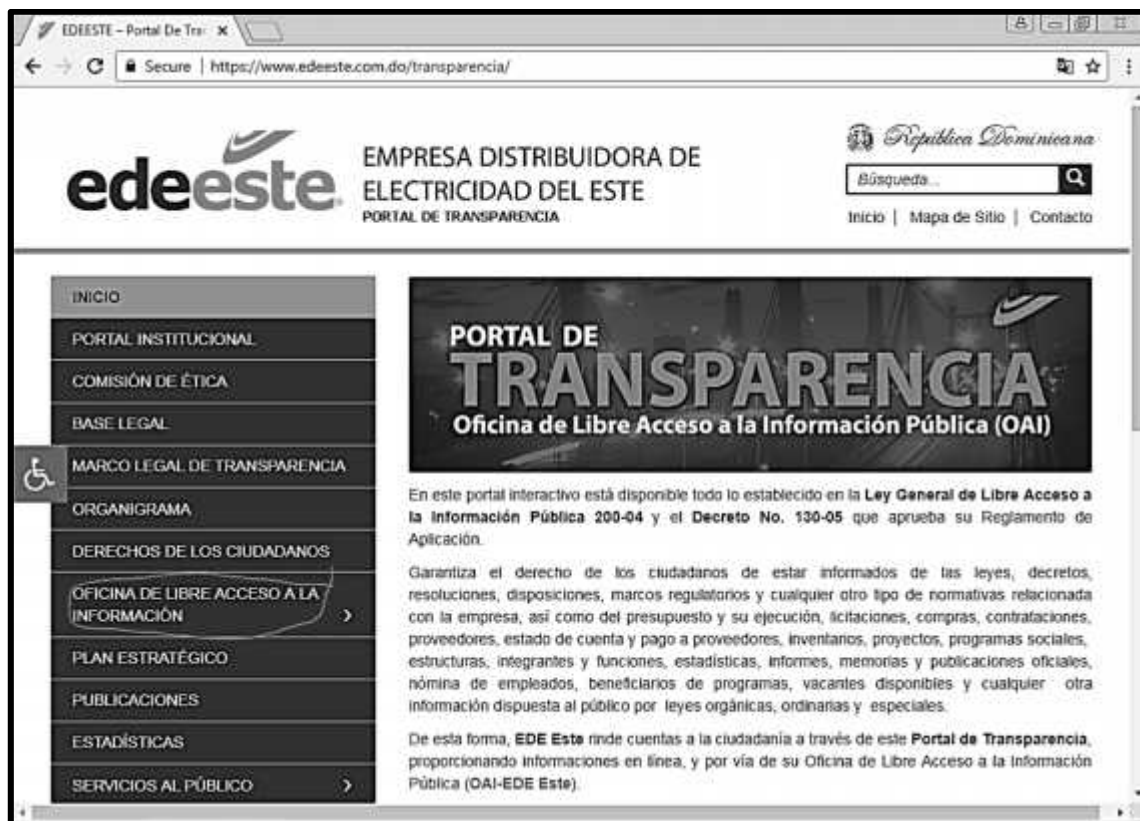 EDEESTE – Portal De Tra
Secure | https://www.edeeste.com.do/transparencia/
edeeste
EMPRESA DISTRIBUIDORA DE
ELECTRICIDAD DEL ESTE
PORTAL DE TRANSPARENCIA
República Dominicana
Búsqueda...
Inicio | Mapa de Sitio | Contacto
INICIO
PORTAL INSTITUCIONAL
COMISIÓN DE ÉTICA
BASE LEGAL
MARCO LEGAL DE TRANSPARENCIA
ORGANIGRAMA
DERECHOS DE LOS CIUDADANOS
OFICINA DE LIBRE ACCESO A LA
INFORMACIÓN
PLAN ESTRATÉGICO
PUBLICACIONES
ESTADÍSTICAS
SERVICIOS AL PÚBLICO
PORTAL DE
TRANSPARENCIA
Oficina de Libre Acceso a la Información Pública (OAI)
En este portal interactivo está disponible todo lo establecido en la Ley General de Libre Acceso a
la Información Pública 200-04 y el Decreto No. 130-05 que aprueba su Reglamento de
Aplicación.
Garantiza el derecho de los ciudadanos de estar informados de las leyes, decretos,
resoluciones, disposiciones, marcos regulatorios y cualquier otro tipo de normativas relacionada
con la empresa, así como del presupuesto y su ejecución, licitaciones, compras, contrataciones,
proveedores, estado de cuenta y pago a proveedores, inventarios, proyectos, programas sociales,
estructuras, integrantes y funciones, estadísticas, informes, memorias y publicaciones oficiales,
nómina de empleados, beneficiarios de programas, vacantes disponibles y cualquier otra
información dispuesta al público por leyes orgánicas, ordinarias y especiales.
De esta forma, EDE Este rinde cuentas a la ciudadanía a través de este Portal de Transparencia,
proporcionando informaciones en línea, y por vía de su Oficina de Libre Acceso a la Información
Pública (OAI-EDE Este).